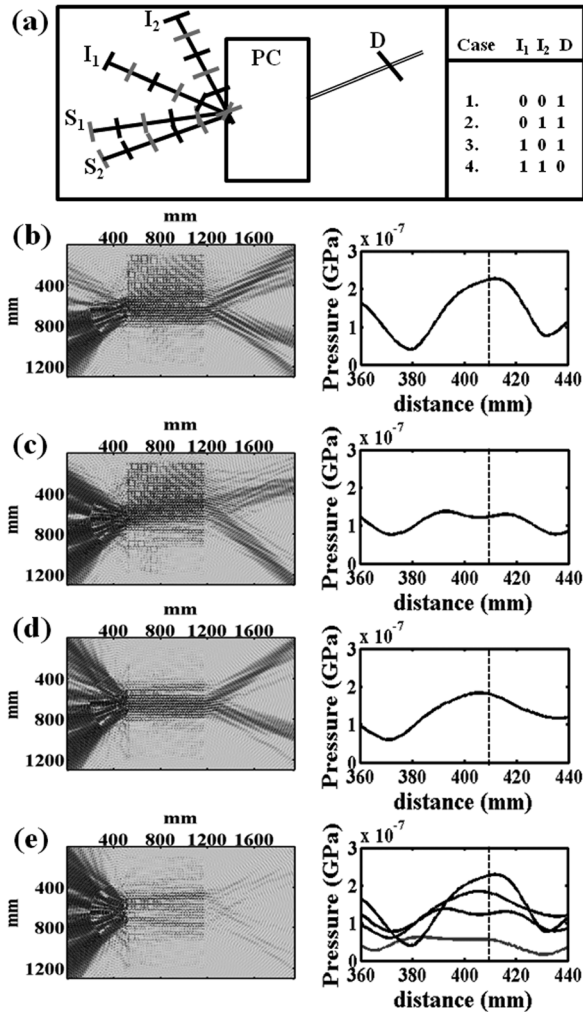 (a)
I2
I1
S1
S2
PC
D
Case I1 I2 D
1. 0 0 1
2. 0 1 1
3. 1 0 1
4. 1 1 0
(b)
mm
400 800 1200 1600
mm
400
800
1200
x 10^-7
Pressure (GPa)
3
2
1
0
360 380 400 420 440
distance (mm)
(c)
mm
400 800 1200 1600
mm
400
800
1200
x 10^-7
Pressure (GPa)
3
2
1
0
360 380 400 420 440
distance (mm)
(d)
mm
400 800 1200 1600
mm
400
800
1200
x 10^-7
Pressure (GPa)
3
2
1
0
360 380 400 420 440
distance (mm)
(e)
mm
400 800 1200 1600
mm
400
800
1200
x 10^-7
Pressure (GPa)
3
2
1
0
360 380 400 420 440
distance (mm)